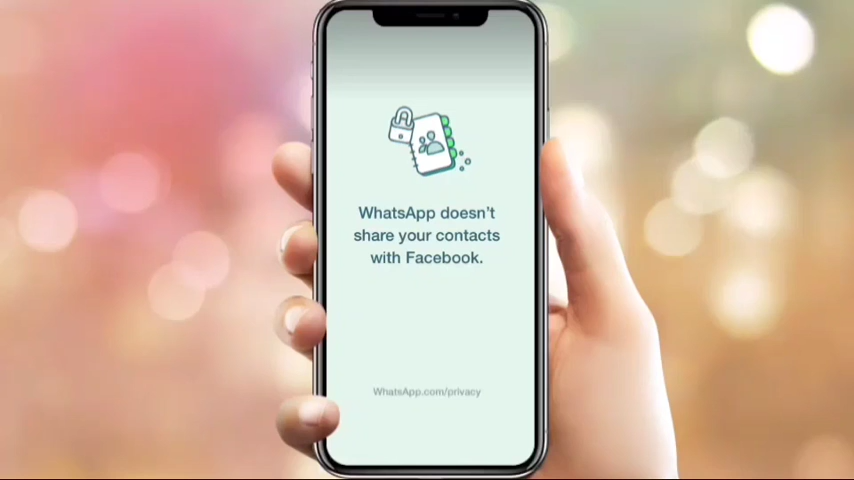 WhatsApp doesn't
share your contacts
with Facebook.
WhatsApp.com/privacy